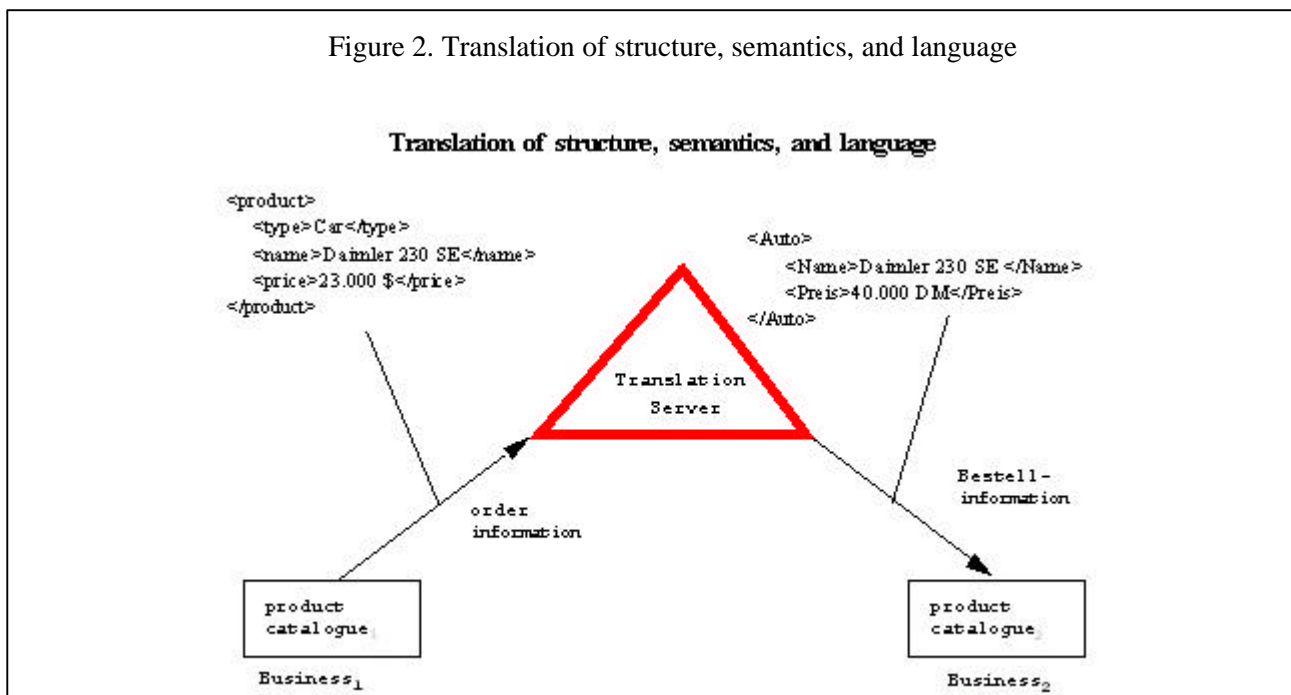 Figure 2. Translation of structure, semantics, and language
Translation of structure, semantics, and language
<product>
<type>Car</type>
<name>Daimler 230 SE</name>
<price>23.000 $</price>
</product>
<Auto>
<Name>Daimler 230 SE </Name>
<Preis>40.000 DM</Preis>
</Auto>
Translation
Server
order
information
Bestell-
information
product
catalogue1
Business1
product
catalogue2
Business2